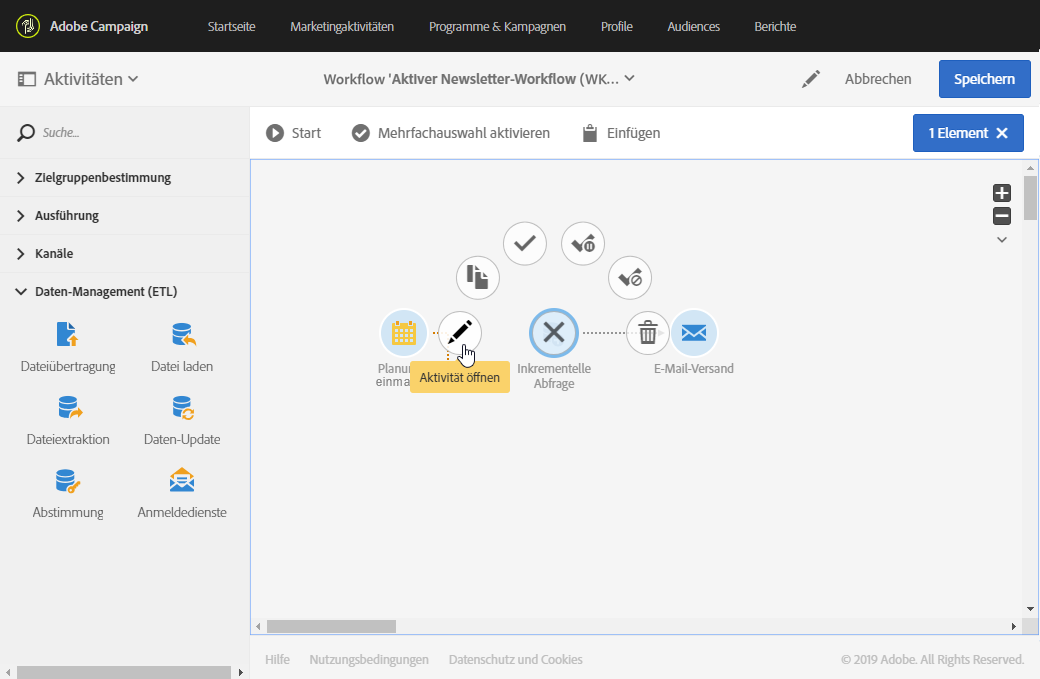 Adobe Campaign
Startseite
Marketingaktivitäten
Programme & Kampagnen
Profile
Audiences
Berichte
Aktivitäten
Workflow 'Aktiver Newsletter-Workflow (WK...
Abbrechen
Speichern
Suche...
Start
Mehrfachauswahl aktivieren
Einfügen
1 Element
Zielgruppenbestimmung
Ausführung
Kanäle
Daten-Management (ETL)
Dateiübertragung
Datei laden
Dateiextraktion
Daten-Update
Abstimmung
Anmeldedienste
Aktivität öffnen
Inkrementelle
Abfrage
E-Mail-Versand
Hilfe
Nutzungsbedingungen
Datenschutz und Cookies
© 2019 Adobe. All Rights Reserved.